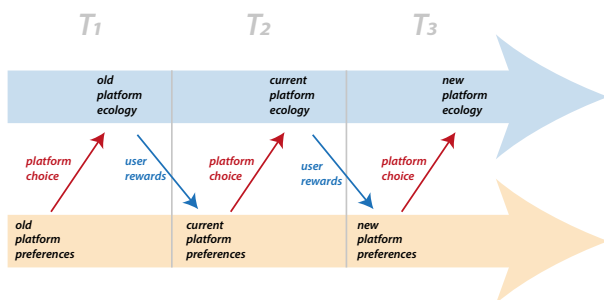 T1
T2
T3
old
platform
ecology
current
platform
ecology
new
platform
ecology
platform
choice
user
rewards
platform
choice
user
rewards
platform
choice
old
platform
preferences
current
platform
preferences
new
platform
preferences